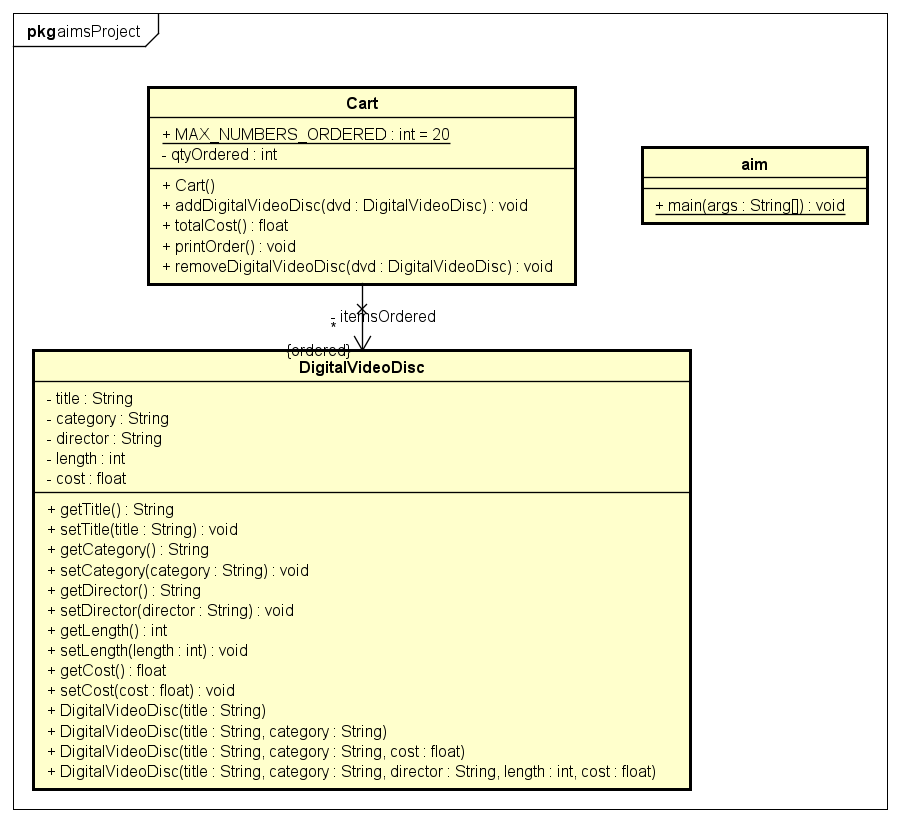 pkg aimsProject
Cart
+ MAX_NUMBERS_ORDERED : int = 20
- qtyOrdered : int
+ Cart()
+ addDigitalVideoDisc(dvd : DigitalVideoDisc) : void
+ totalCost() : float
+ printOrder() : void
+ removeDigitalVideoDisc(dvd : DigitalVideoDisc) : void
aim
+ main(args : String[]) : void
- itemsOrdered
*
{ordered}
DigitalVideoDisc
- title : String
- category : String
- director : String
- length : int
- cost : float
+ getTitle() : String
+ setTitle(title : String) : void
+ getCategory() : String
+ setCategory(category : String) : void
+ getDirector() : String
+ setDirector(director : String) : void
+ getLength() : int
+ setLength(length : int) : void
+ getCost() : float
+ setCost(cost : float) : void
+ DigitalVideoDisc(title : String)
+ DigitalVideoDisc(title : String, category : String)
+ DigitalVideoDisc(title : String, category : String, cost : float)
+ DigitalVideoDisc(title : String, category : String, director : String, length : int, cost : float)